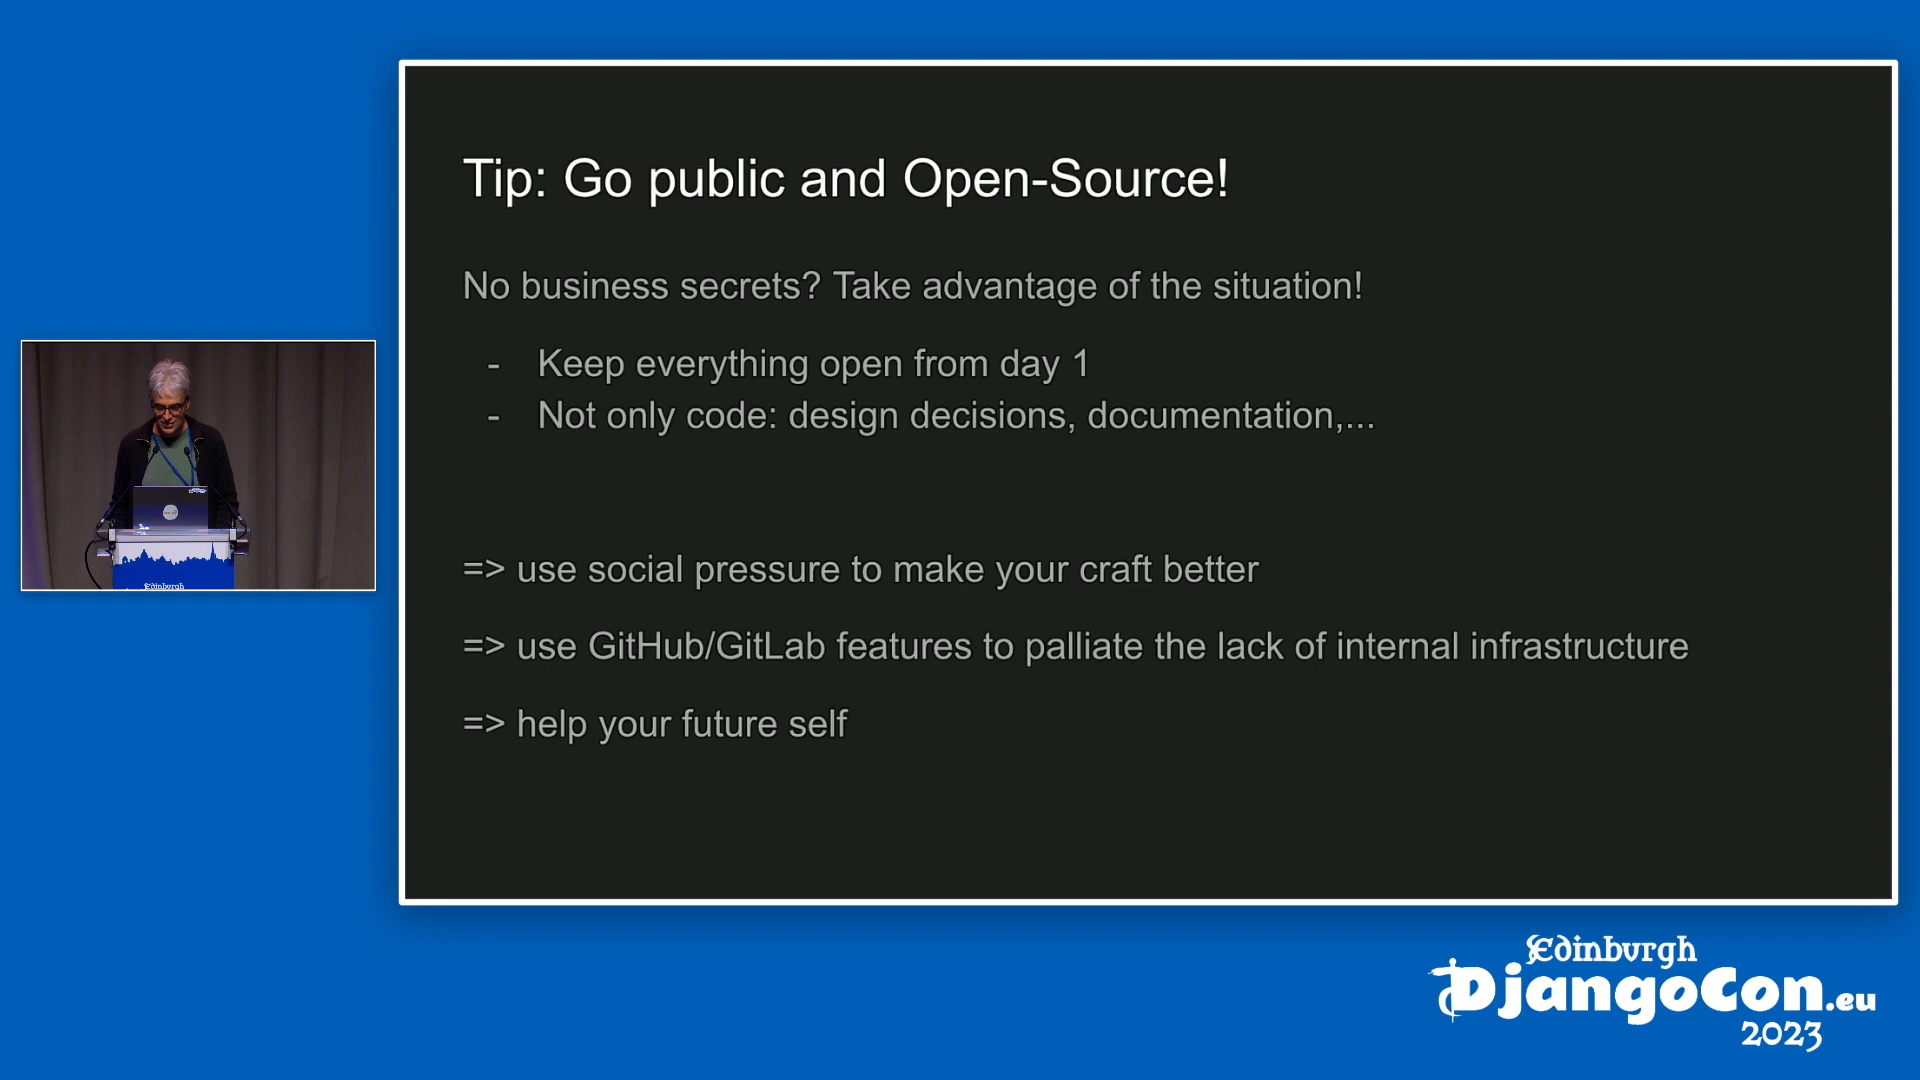 Tip: Go public and Open-Source!
No business secrets? Take advantage of the situation!
- Keep everything open from day 1
- Not only code: design decisions, documentation,...
=> use social pressure to make your craft better
=> use GitHub/GitLab features to palliate the lack of internal infrastructure
=> help your future self
Edinburgh
Edinburgh
DjangoCon.eu
2023